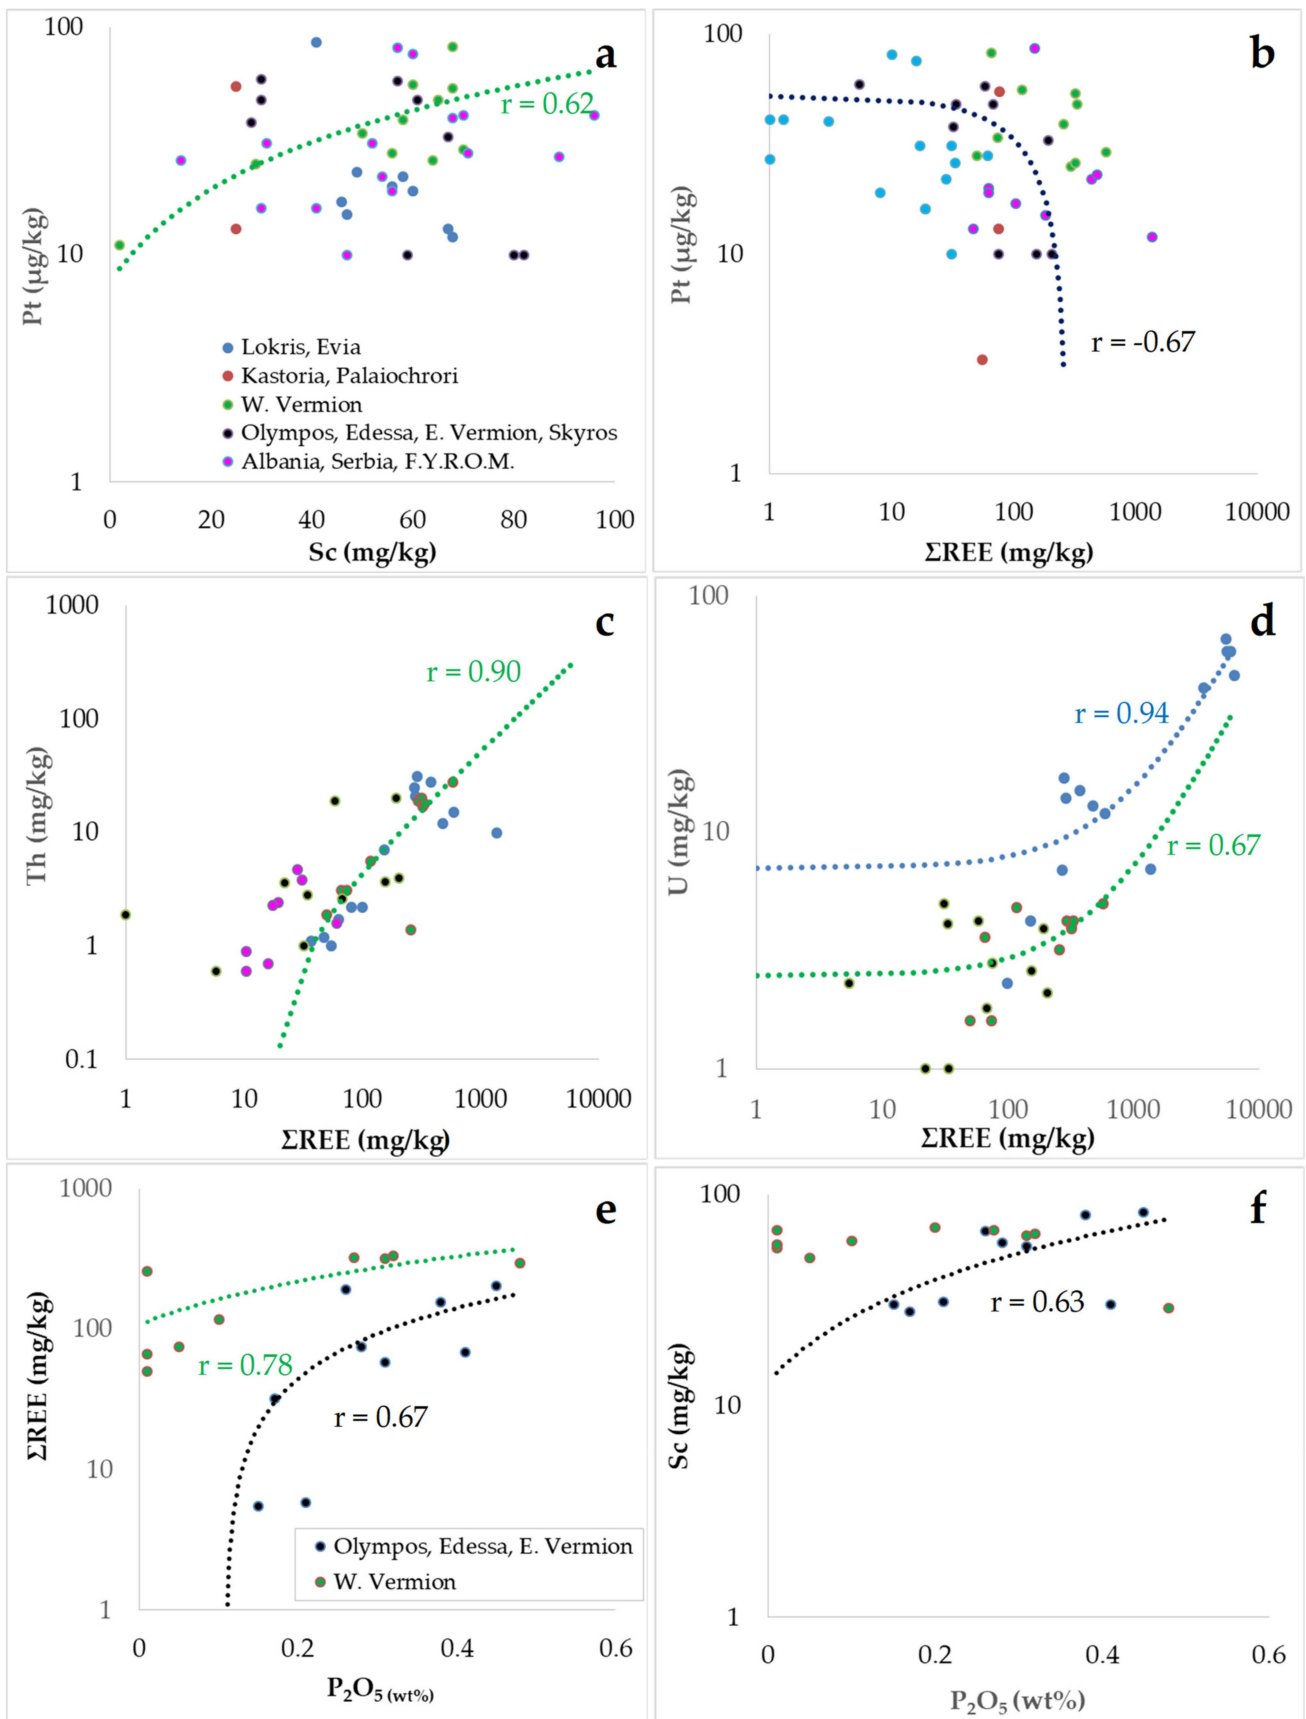 100
a
r = 0.62
Pt (μg/kg)
10
Lokris, Evia
Kastoria, Palaiochrori
W. Vermion
Olympos, Edessa, E. Vermion, Skyros
Albania, Serbia, F.Y.R.O.M.
1
0 20 40 60 80 100
Sc (mg/kg)
100
b
Pt (μg/kg)
10
r = -0.67
1
1 10 100 1000 10000
ΣREE (mg/kg)
1000
c
r = 0.90
100
Th (mg/kg)
10
1
0.1
1 10 100 1000 10000
ΣREE (mg/kg)
100
d
r = 0.94
U (mg/kg)
10
r = 0.67
1
1 10 100 1000 10000
ΣREE (mg/kg)
1000
e
ΣREE (mg/kg)
100
r = 0.78
r = 0.67
10
Olympos, Edessa, E. Vermion
W. Vermion
1
0 0.2 0.4 0.6
P₂O₅ (wt%)
100
f
r = 0.63
Sc (mg/kg)
10
1
0 0.2 0.4 0.6
P₂O₅ (wt%)